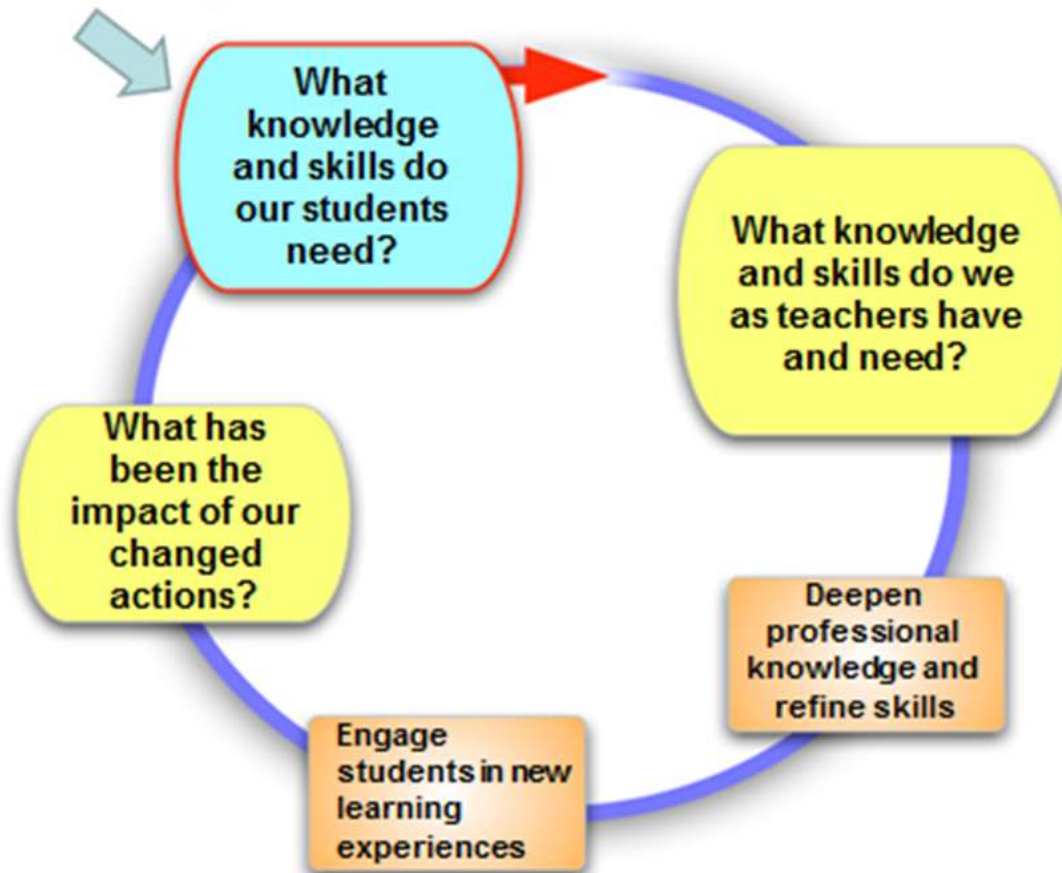 What
knowledge
and skills do
our students
need?
What knowledge
and skills do we
as teachers have
and need?
Deepen
professional
knowledge and
refine skills
Engage
students in new
learning
experiences
What has
been the
impact of our
changed
actions?